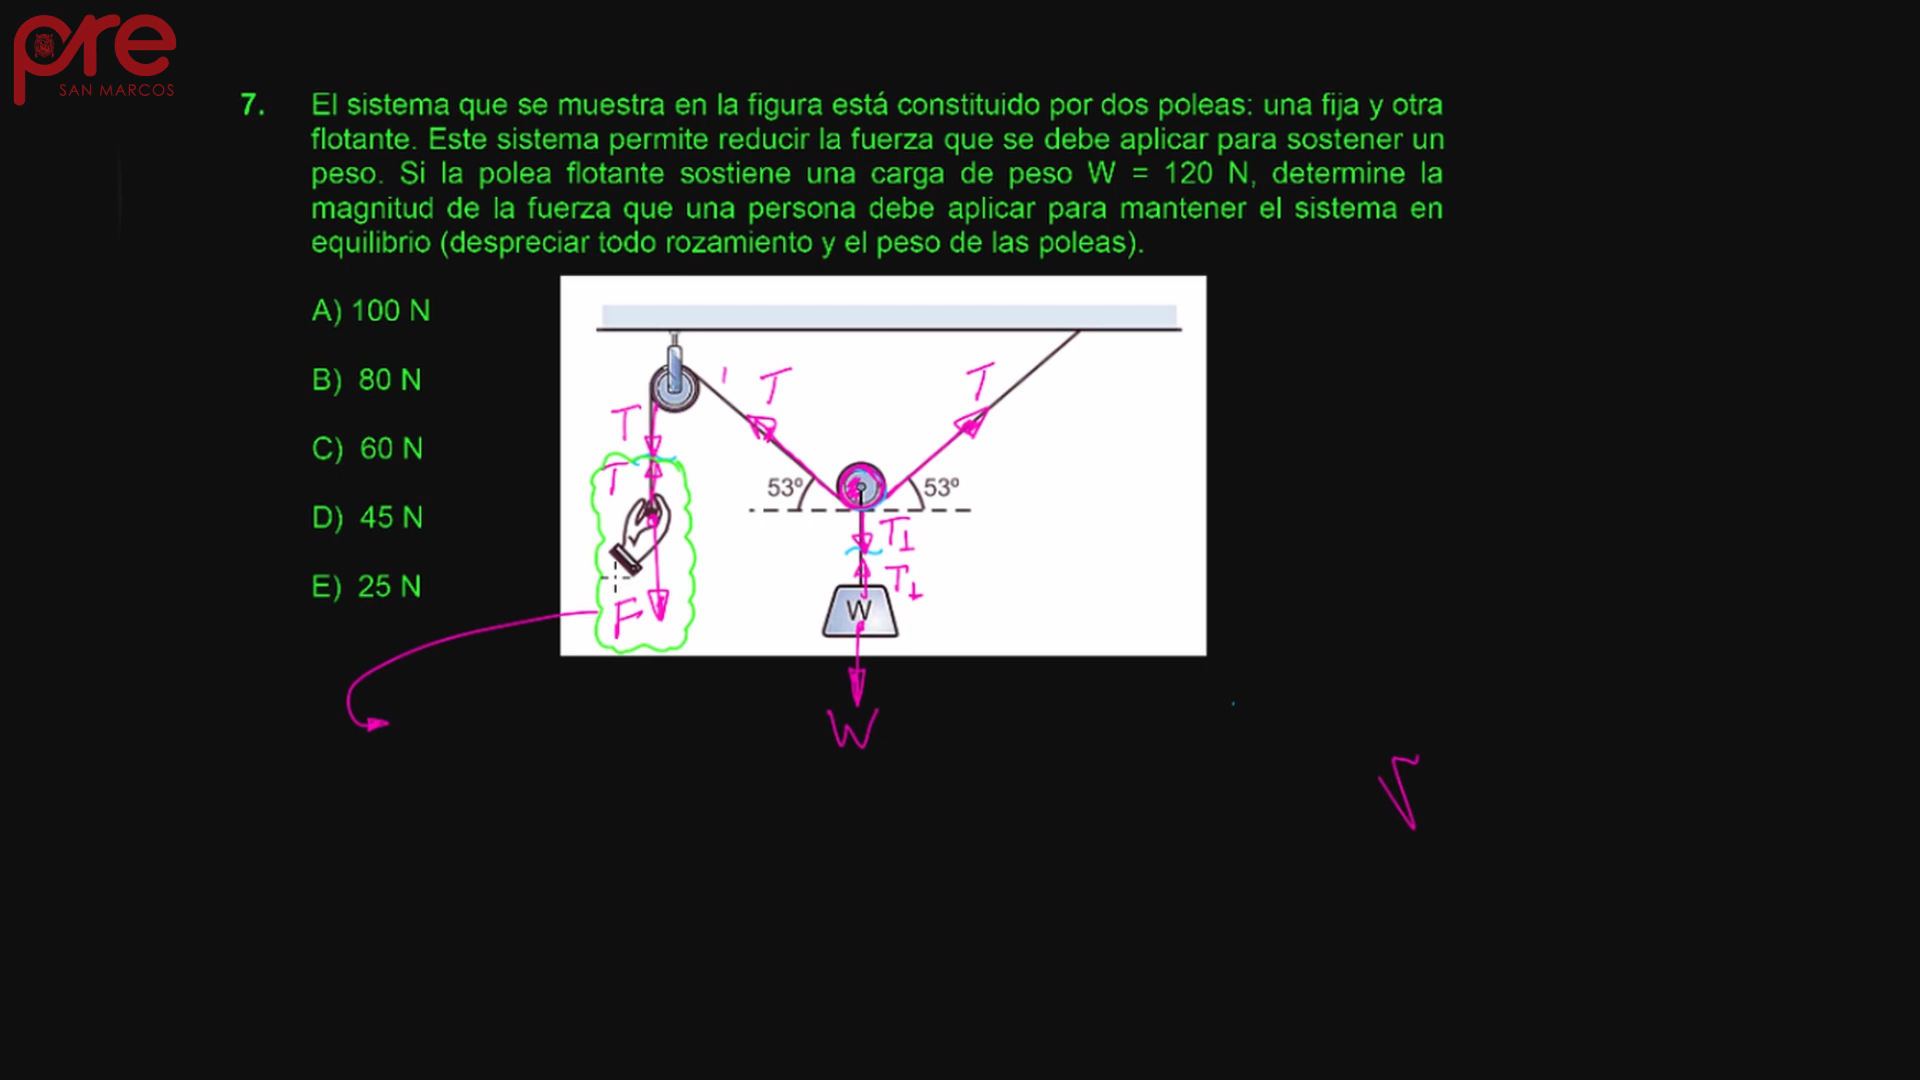 pre
SAN MARCOS
7. El sistema que se muestra en la figura está constituido por dos poleas: una fija y otra
flotante. Este sistema permite reducir la fuerza que se debe aplicar para sostener un
peso. Si la polea flotante sostiene una carga de peso W = 120 N, determine la
magnitud de la fuerza que una persona debe aplicar para mantener el sistema en
equilibrio (despreciar todo rozamiento y el peso de las poleas).
A) 100 N
B) 80 N
C) 60 N
D) 45 N
E) 25 N
T T
T
T
53º 53º
T1
T1
W
F
W